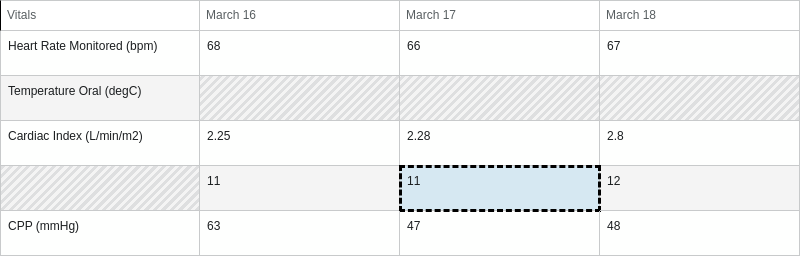 Vitals March 16 March 17 March 18
Heart Rate Monitored (bpm) 68 66 67
Temperature Oral (degC)
Cardiac Index (L/min/m2) 2.25 2.28 2.8
11 11 12
CPP (mmHg) 63 47 48